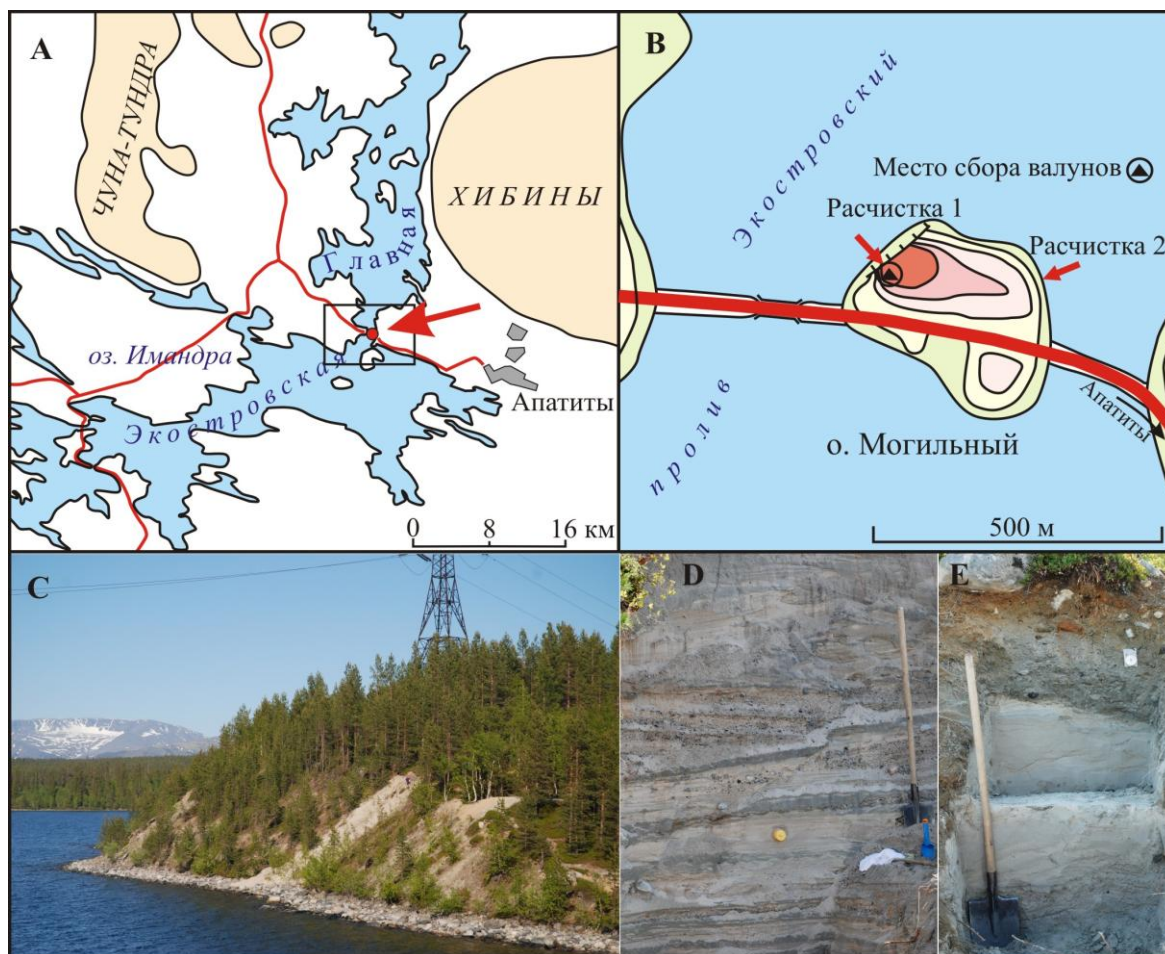 A
ЧУНА-ТУНДРА
ХИБИНЫ
Главная
оз. Имандра
Экостровская
Апатиты
0 8 16 км
B
Экостровский
пролив
Место сбора валунов
Расчистка 1
Расчистка 2
Апатиты
о. Могильный
500 м
C
D
E